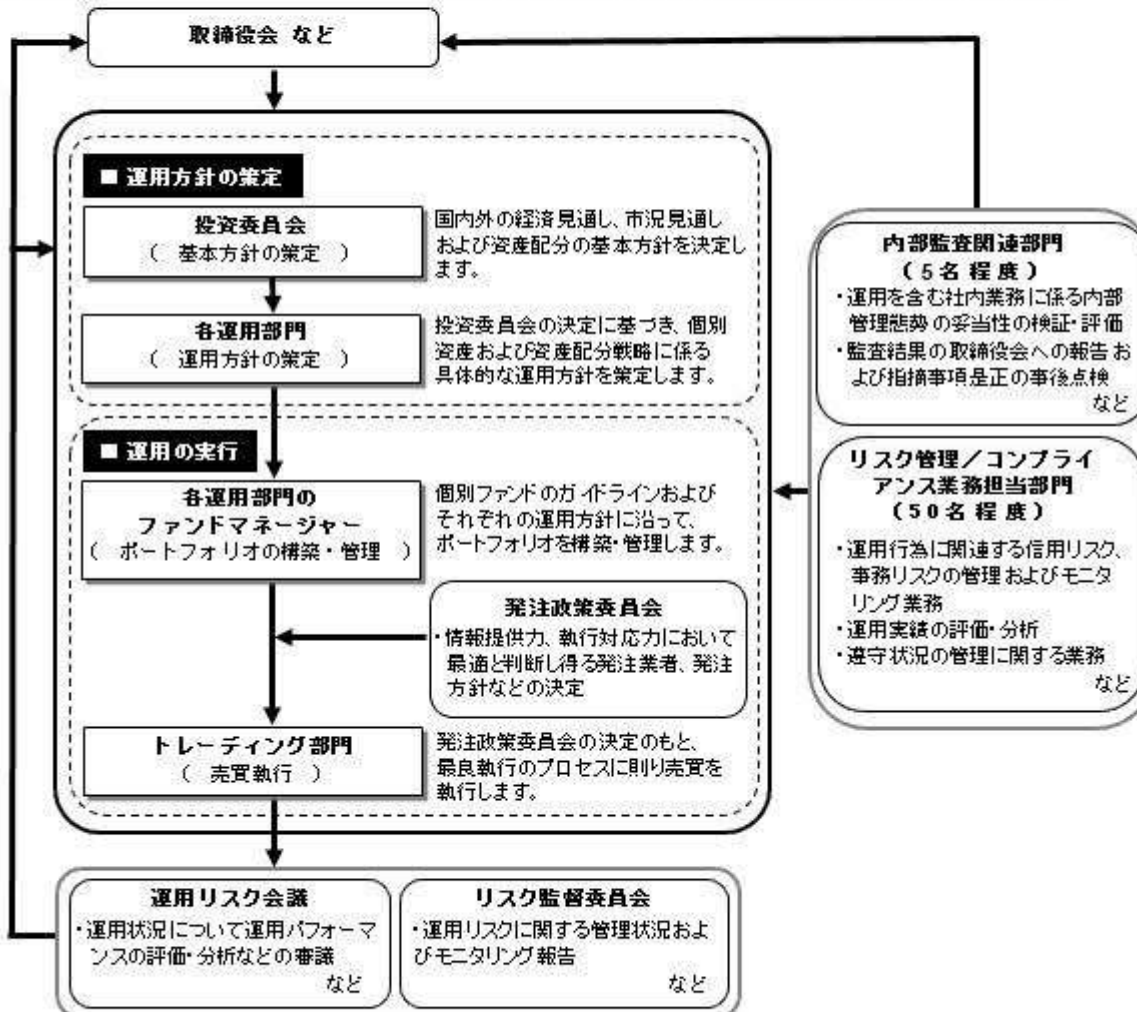 取締役会 など
■ 運用方針の策定
投資委員会
（ 基本方針の策定 ）
国内外の経済見通し、市況見通し
および資産配分の基本方針を決定し
ます。
各運用部門
（ 運用方針の策定 ）
投資委員会の決定に基づき、個別
資産および資産配分戦略に係る
具体的な運用方針を策定します。
■ 運用の実行
各運用部門の
ファンドマネージャー
（ ポートフォリオの構築・管理 ）
個別ファンドのガイドラインおよび
それぞれの運用方針に沿って、
ポートフォリオを構築・管理します。
発注政策委員会
・情報提供力、執行対応力において
最適と判断し得る発注業者、発注
方針などの決定
トレーディング部門
（ 売買執行 ）
発注政策委員会の決定のもと、
最良執行のプロセスに則り売買を
執行します。
運用リスク会議
・運用状況について運用パフォーマ
ンスの評価・分析などの審議
など
リスク監督委員会
・運用リスクに関する管理状況およ
びモニタリング報告
など
内部監査関連部門
（５名程度）
・運用を含む社内業務に係る内部
管理態勢の妥当性の検証・評価
・監査結果の取締役会への報告お
よび指摘事項是正の事後点検
など
リスク管理／コンプライ
アンス業務担当部門
（５０名程度）
・運用行為に関連する信用リスク、
事務リスクの管理およびモニタ
リング業務
・運用実績の評価・分析
・遵守状況の管理に関する業務
など